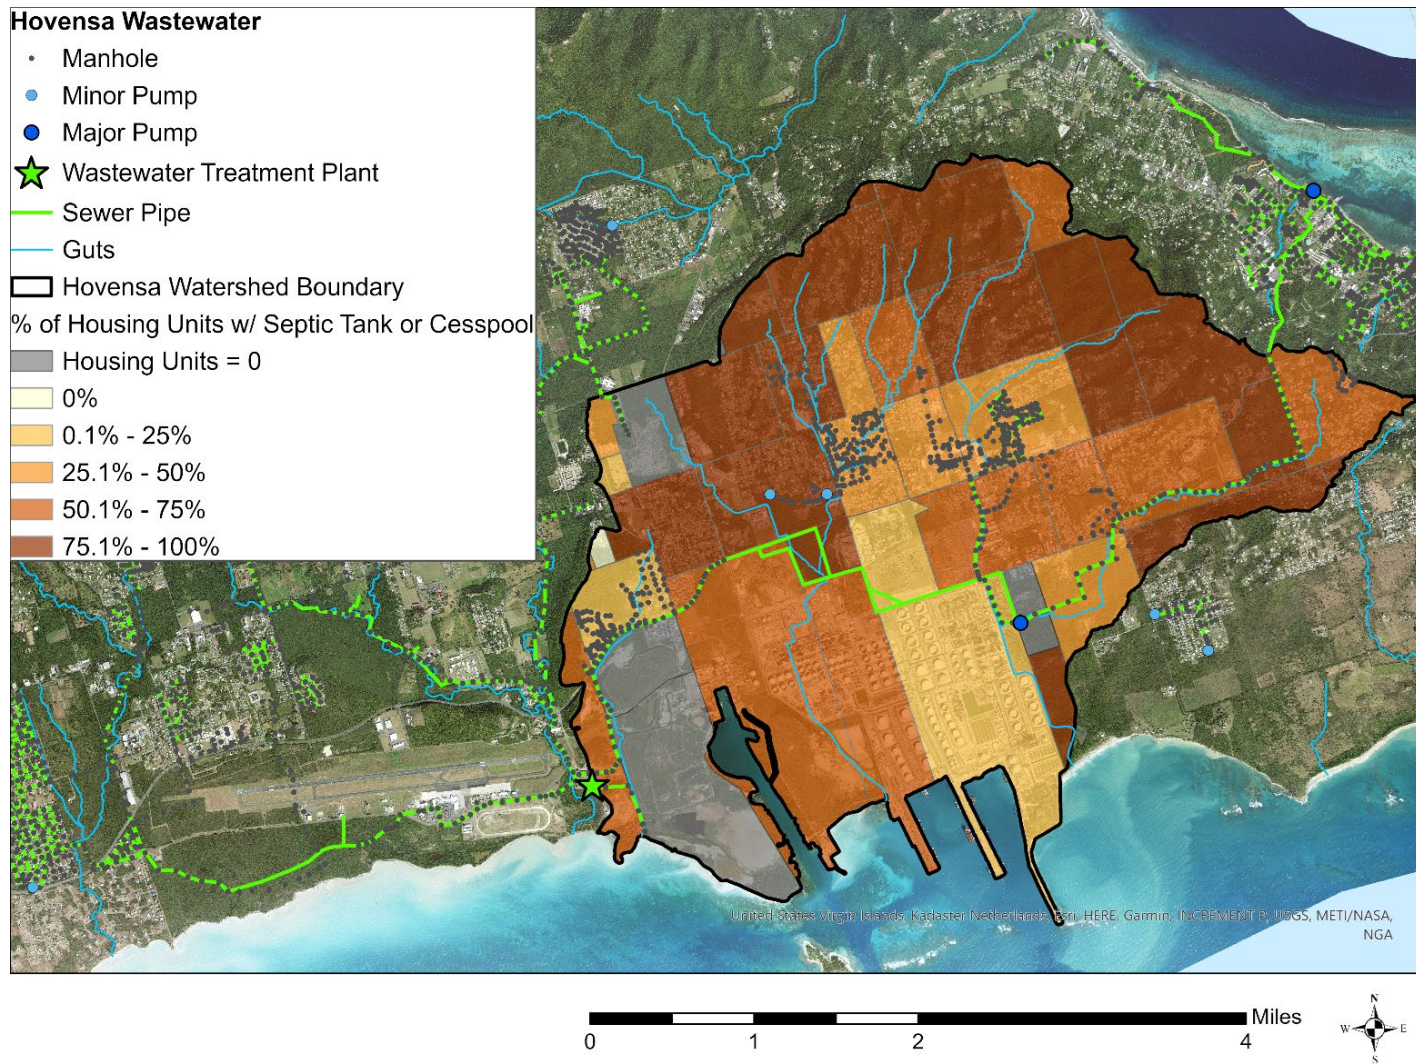 Hovensa Wastewater
Manhole
Minor Pump
Major Pump
Wastewater Treatment Plant
Sewer Pipe
Guts
Hovensa Watershed Boundary
% of Housing Units w/ Septic Tank or Cesspool
Housing Units = 0
0%
0.1% - 25%
25.1% - 50%
50.1% - 75%
75.1% - 100%
United States Virgin Islands, Kadaster Netherlands, Esri, HERE, Garmin, INCREMENT P, USGS, METI/NASA,
NGA
Miles
0 1 2 4
N
W E
S